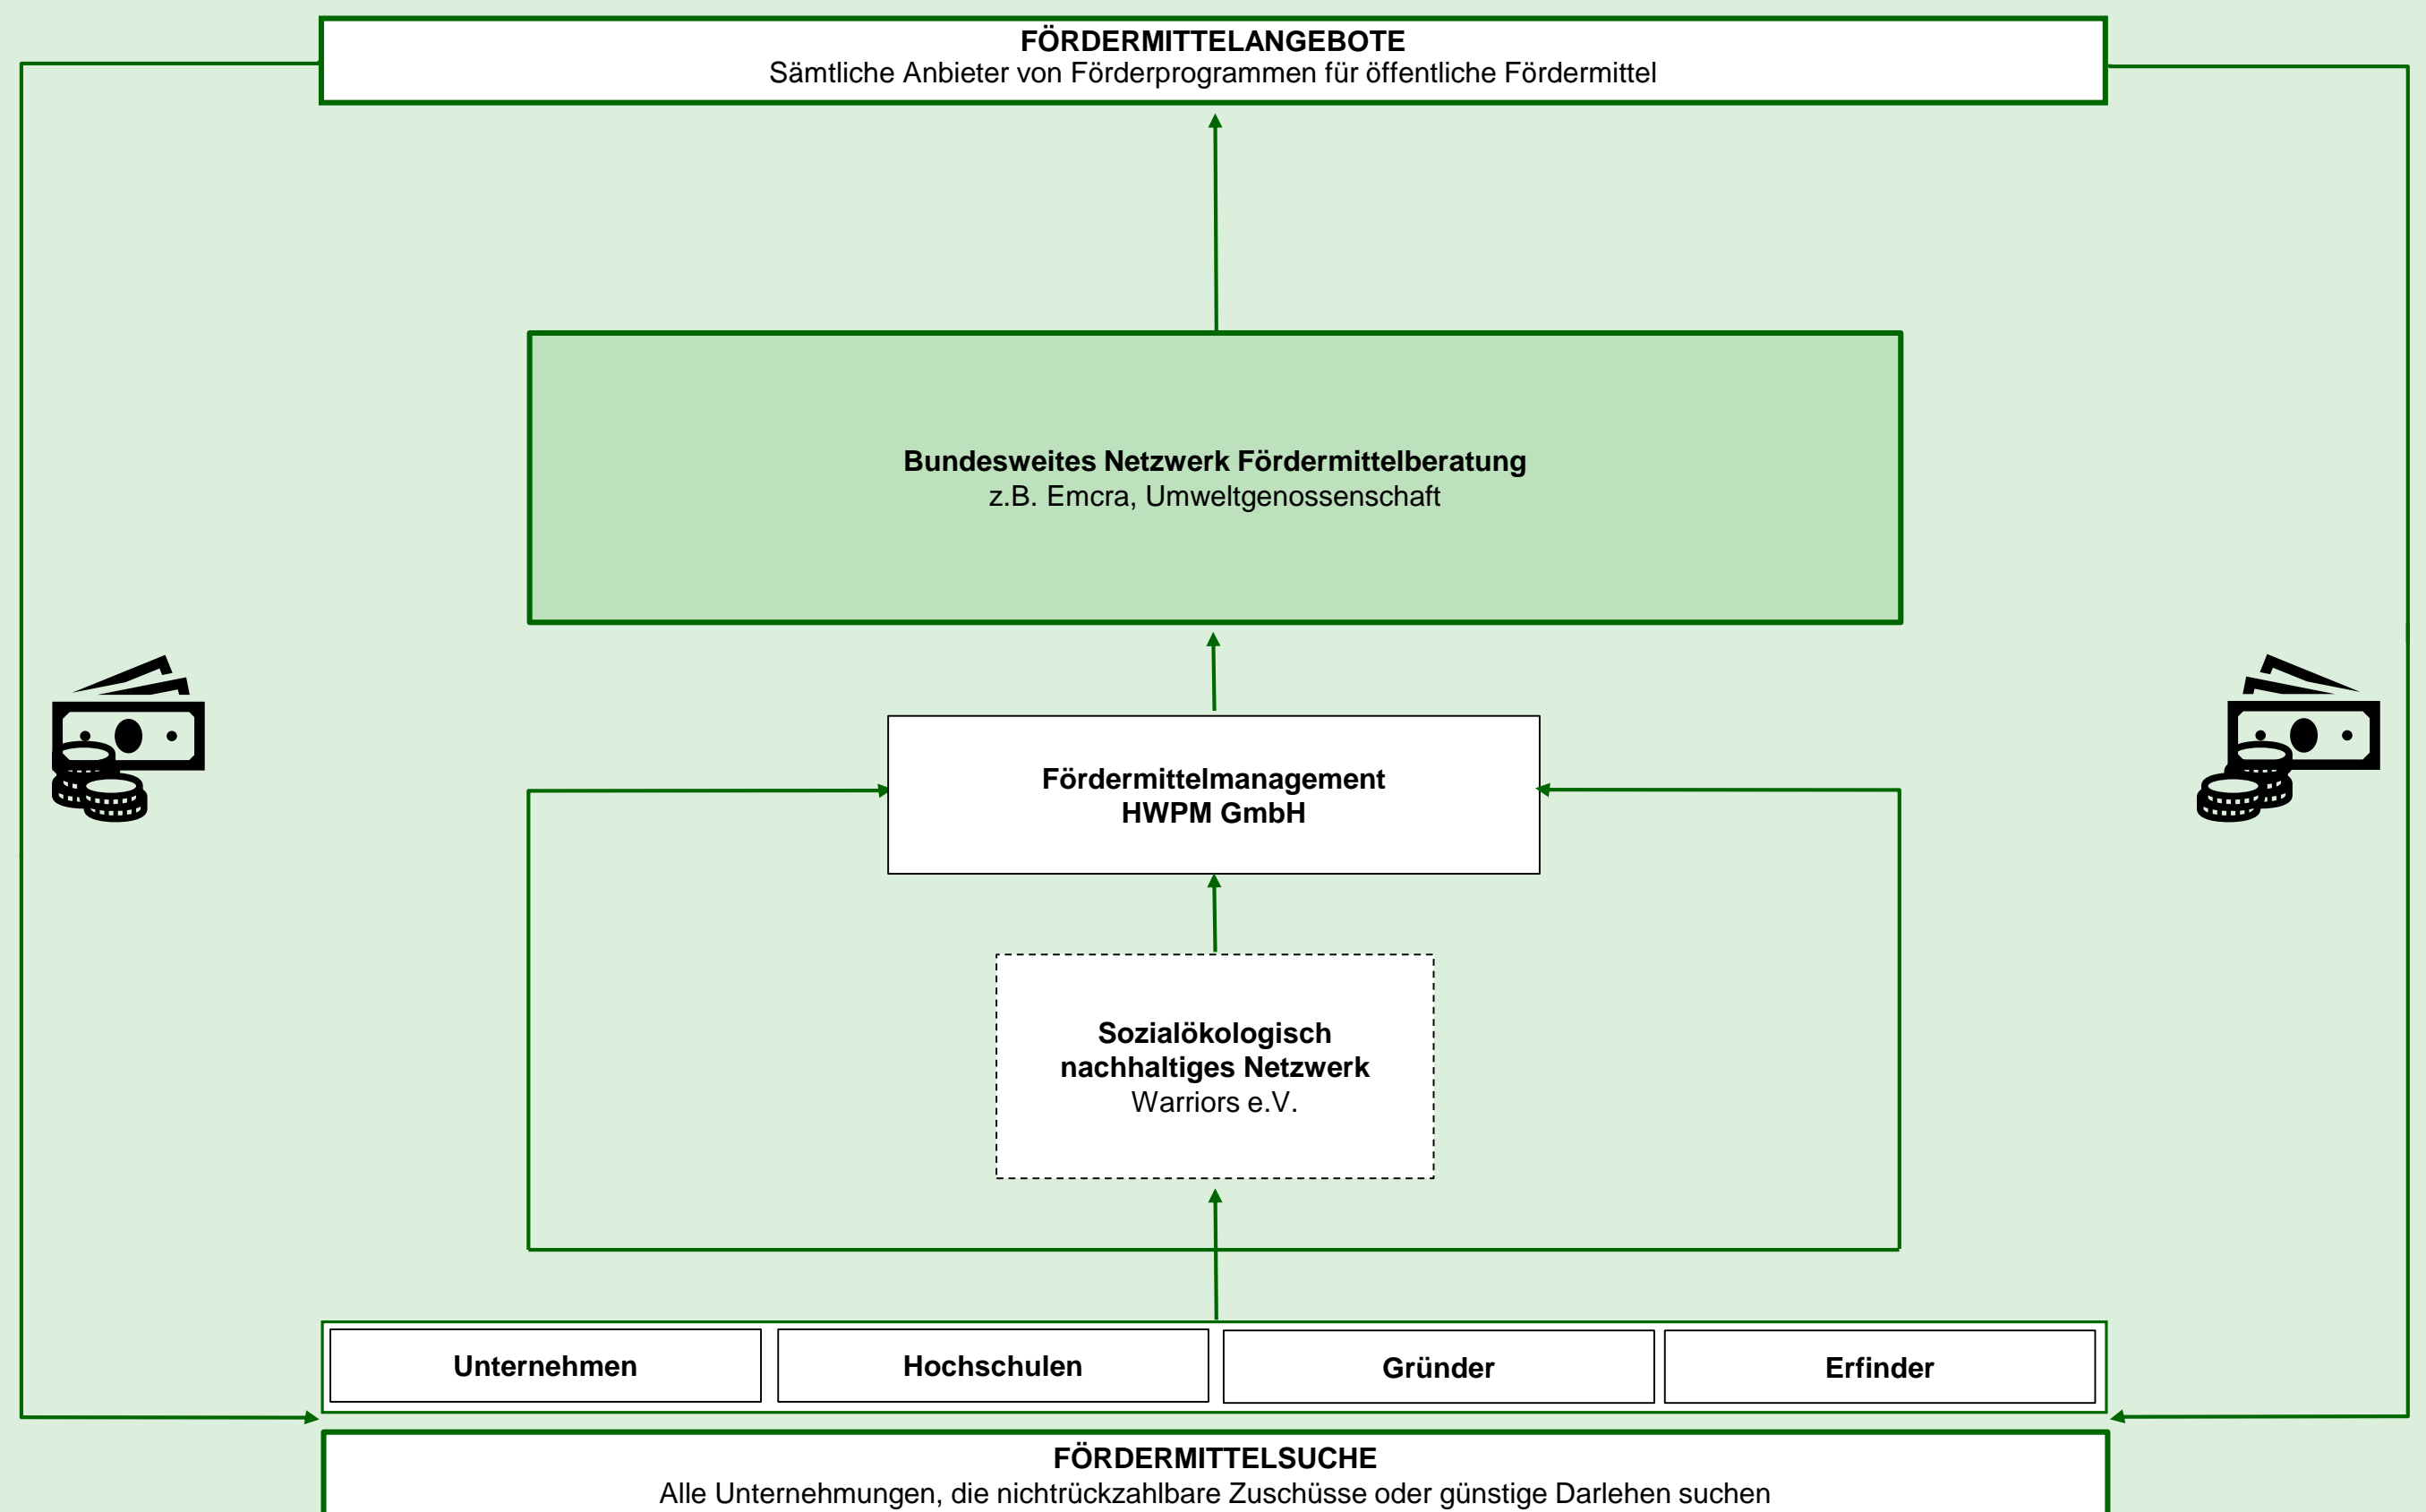 FÖRDERMITTELANGEBOTE
Sämtliche Anbieter von Förderprogrammen für öffentliche Fördermittel
Bundesweites Netzwerk Fördermittelberatung
z.B. Emcra, Umweltgenossenschaft
Fördermittelmanagement
HWPM GmbH
Sozialökologisch
nachhaltiges Netzwerk
Warriors e.V.
Unternehmen
Hochschulen
Gründer
Erfinder
FÖRDERMITTELSUCHE
Alle Unternehmungen, die nichtrückzahlbare Zuschüsse oder günstige Darlehen suchen